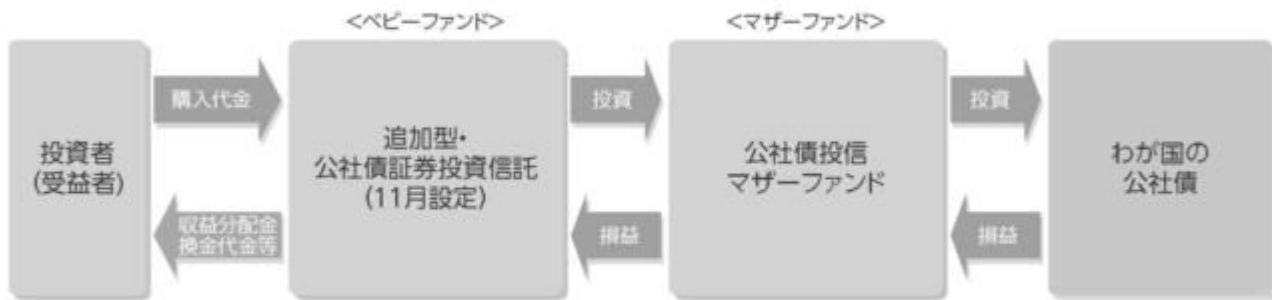 <ベビーファンド>
<マザーファンド>
投資者
(受益者)
購入代金
収益分配金
換金代金等
追加型・
公社債証券投資信託
(11月設定)
投資
損益
公社債投信
マザーファンド
投資
損益
わが国の
公社債